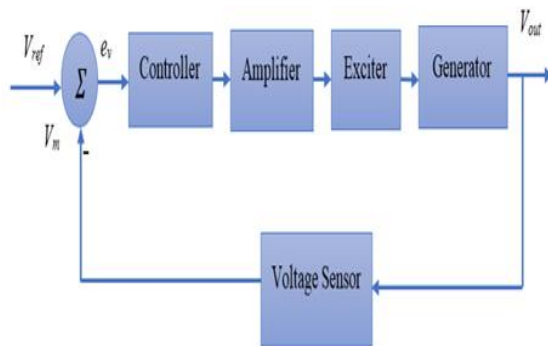 V_ref
e_v
V_out
Controller
Amplifier
Exciter
Generator
Σ
V_m
-
Voltage Sensor